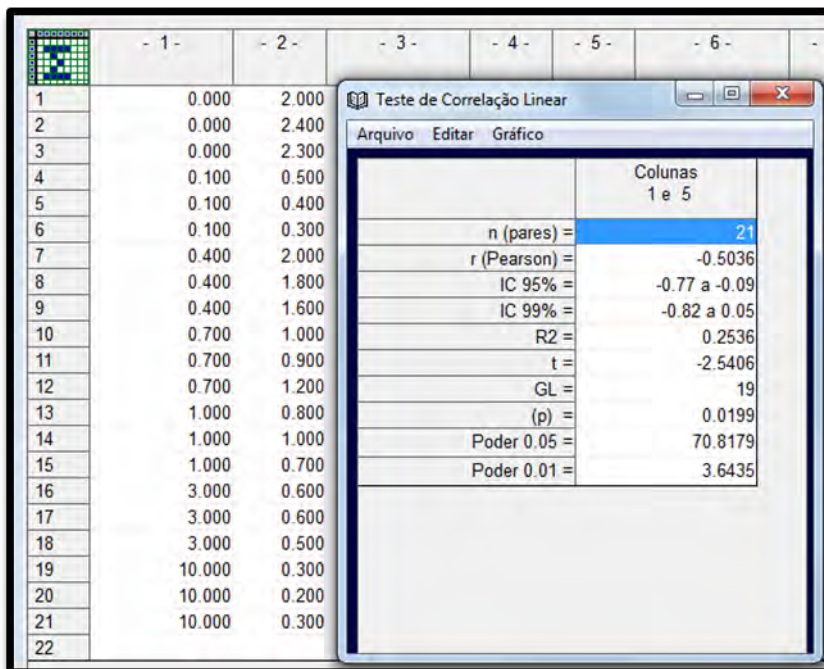 - 1 - - 2 - - 3 - - 4 - - 5 - - 6 - -
1 0.000 2.000
2 0.000 2.400
3 0.000 2.300
4 0.100 0.500
5 0.100 0.400
6 0.100 0.300
7 0.400 2.000
8 0.400 1.800
9 0.400 1.600
10 0.700 1.000
11 0.700 0.900
12 0.700 1.200
13 1.000 0.800
14 1.000 1.000
15 1.000 0.700
16 3.000 0.600
17 3.000 0.600
18 3.000 0.500
19 10.000 0.300
20 10.000 0.200
21 10.000 0.300
22
Teste de Correlação Linear
Arquivo Editar Gráfico
Colunas
1 e 5
n (pares) = 21
r (Pearson) = -0.5036
IC 95% = -0.77 a -0.09
IC 99% = -0.82 a 0.05
R2 = 0.2536
t = -2.5406
GL = 19
(p) = 0.0199
Poder 0.05 = 70.8179
Poder 0.01 = 3.6435